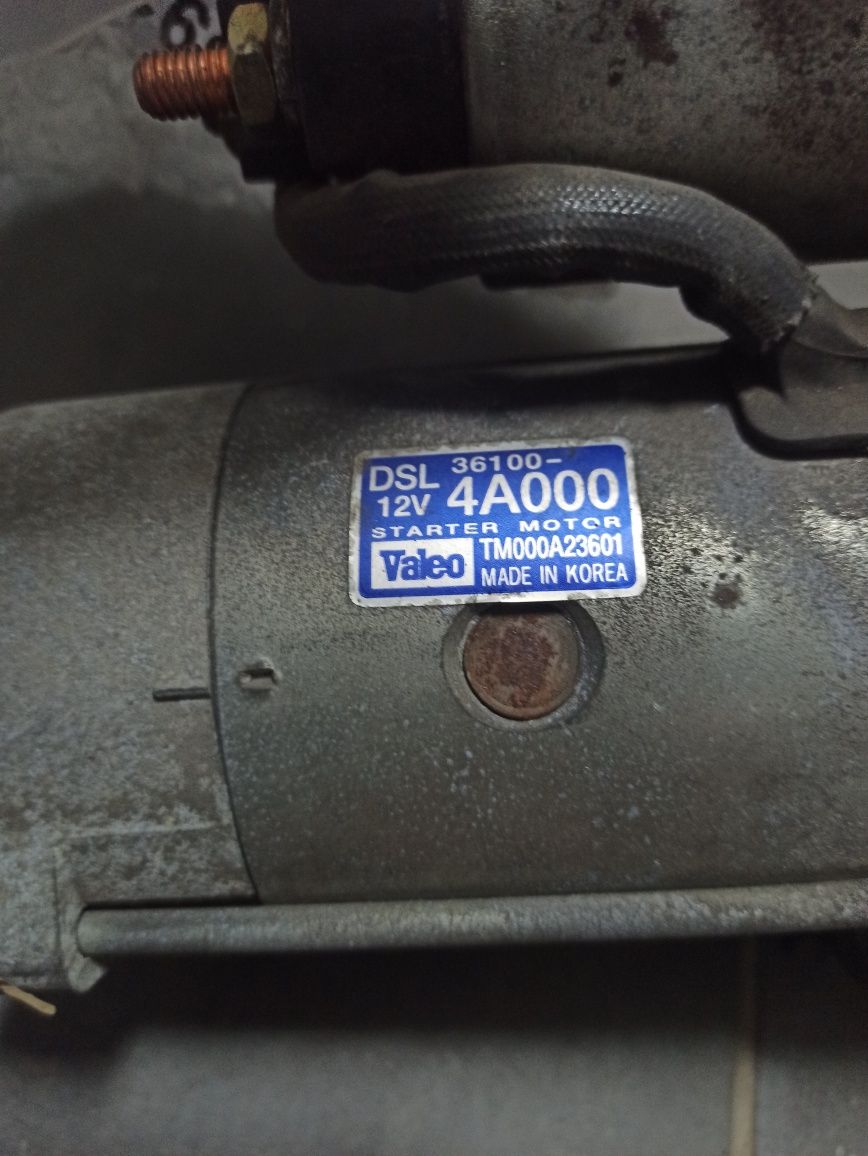 DSL 36100-
12V 4A000
STARTER MOTOR
Valeo TM000A23601
MADE IN KOREA